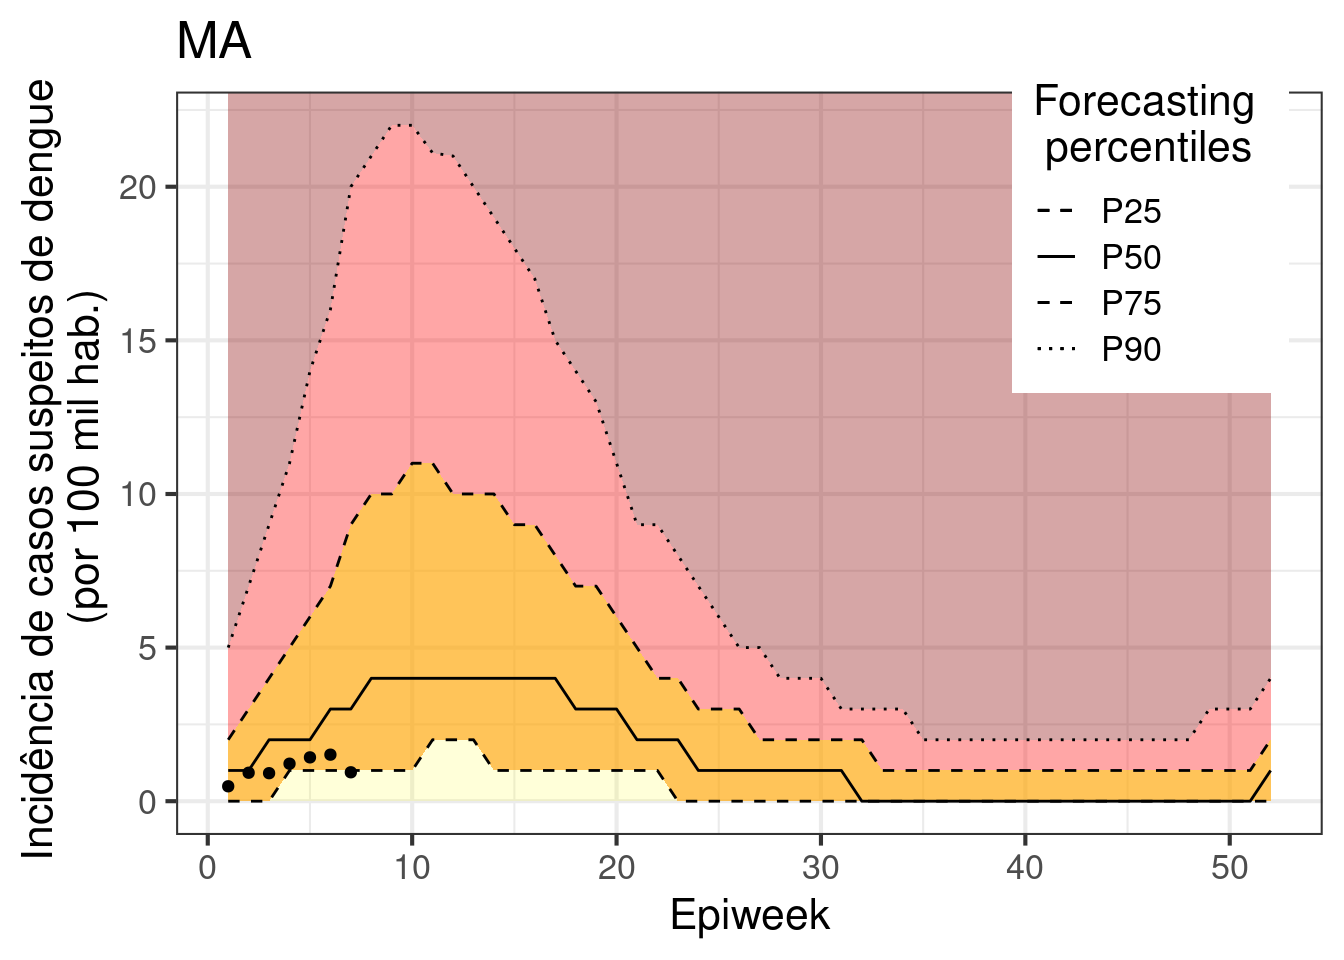 MA
Incidência de casos suspeitos de dengue
(por 100 mil hab.)
20
15
10
5
0
0 10 20 30 40 50
Epiweek
Forecasting
percentiles
P25
P50
P75
P90